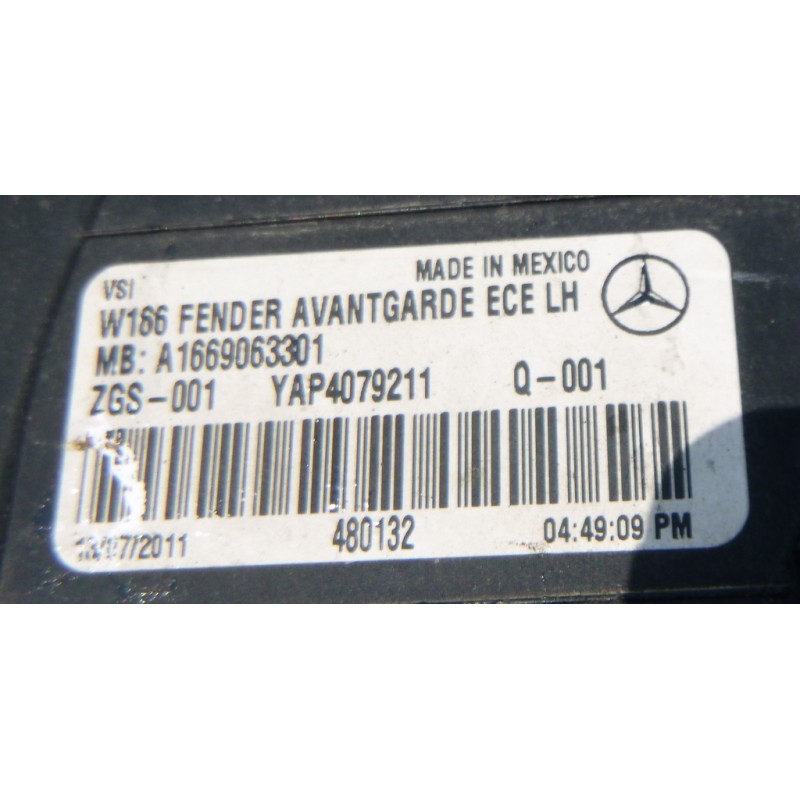 VSI MADE IN MEXICO
W166 FENDER AVANTGARDE ECE LH
MB: A1669063301
ZGS-001 YAP4079211 Q-001
480132 04:49:09 PM